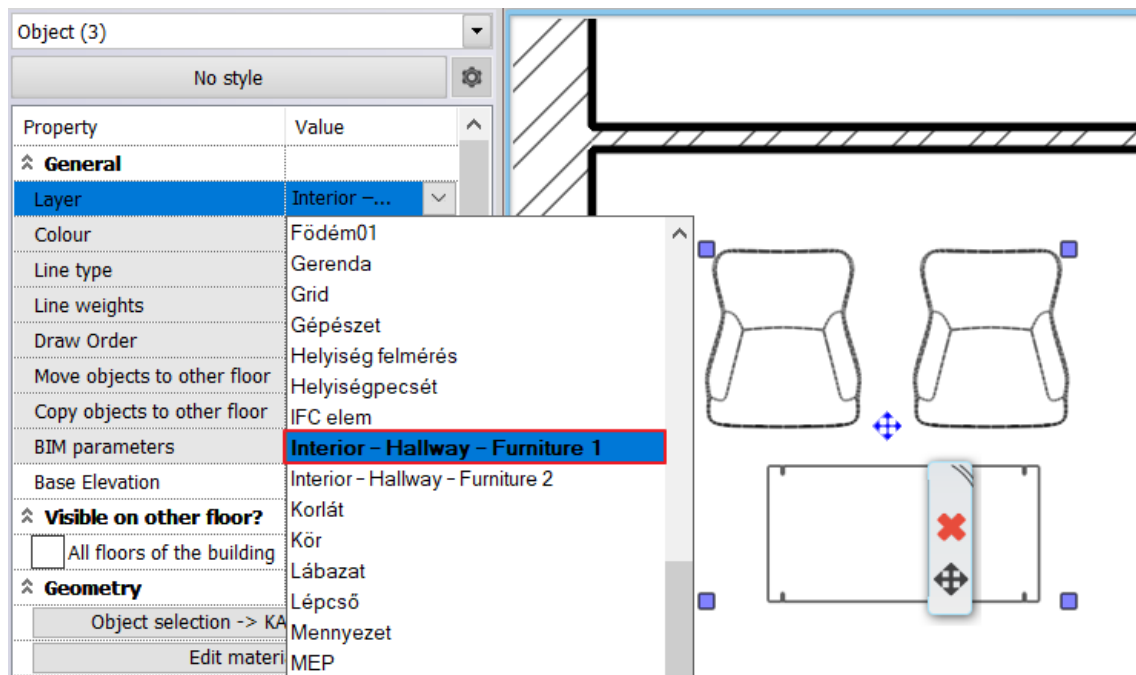 Object (3)
No style
Property Value
General
Layer Interior –...
Colour
Line type
Line weights
Draw Order
Move objects to other floor
Copy objects to other floor
BIM parameters
Base Elevation
Visible on other floor?
All floors of the building
Geometry
Object selection -> KA
Edit materi
Födém01
Gerenda
Grid
Gépészet
Helyiség felmérés
Helyiségpecsét
IFC elem
Interior – Hallway – Furniture 1
Interior – Hallway – Furniture 2
Korlát
Kör
Lábazat
Lépcső
Mennyezet
MEP